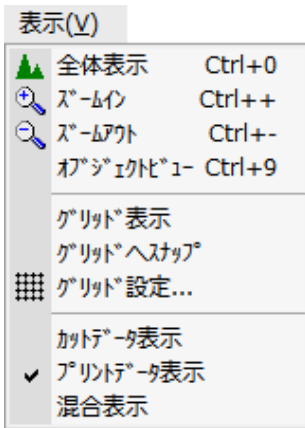 表示(V)
全体表示 Ctrl+0
ｽﾞｰﾑｲﾝ Ctrl++
ｽﾞｰﾑｱｳﾄ Ctrl+-
ｵﾌﾞｼﾞｪｸﾄﾋﾞｭｰ Ctrl+9
ｸﾞﾘｯﾄﾞ表示
ｸﾞﾘｯﾄﾞへｽﾅｯﾌﾟ
ｸﾞﾘｯﾄﾞ設定...
ｶｯﾄﾃﾞｰﾀ表示
ﾌﾟﾘﾝﾄﾃﾞｰﾀ表示
混合表示